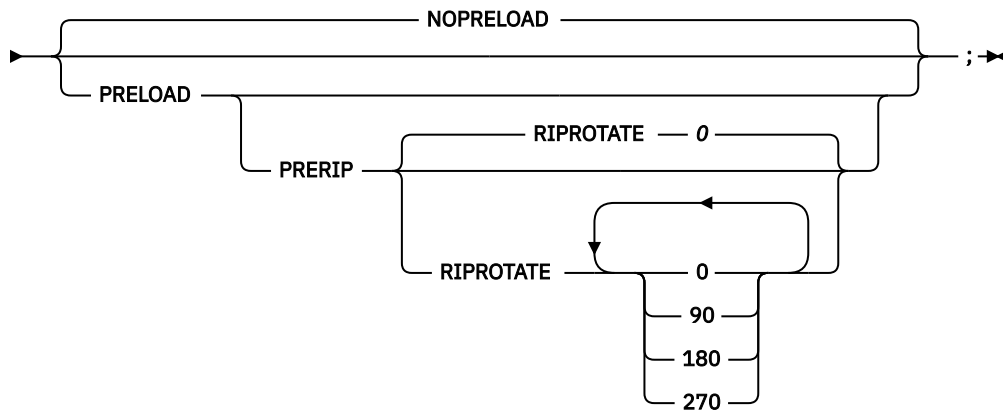 NOPRELOAD
;
PRELOAD
RIPROTATE 0
PRERIP
RIPROTATE 0
90
180
270